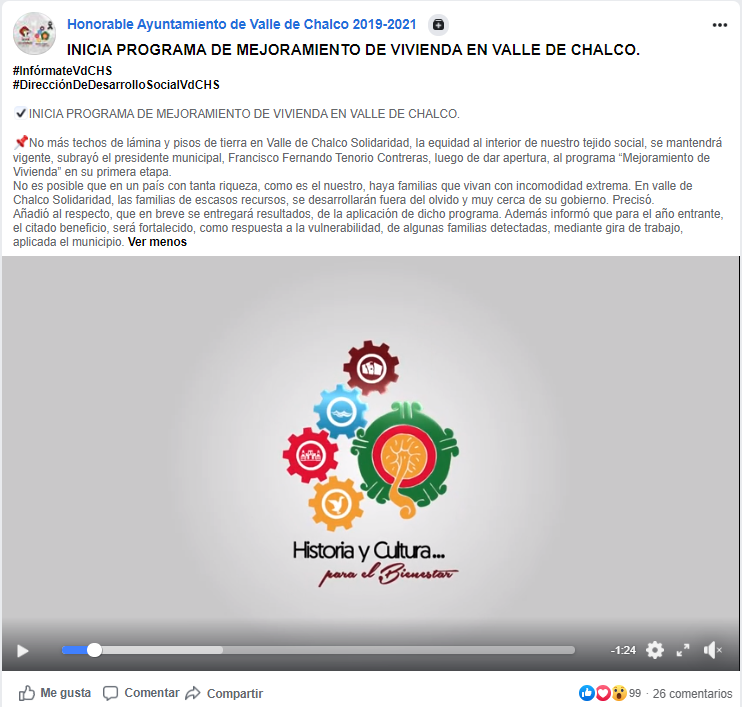 Honorable Ayuntamiento de Valle de Chalco 2019-2021
INICIA PROGRAMA DE MEJORAMIENTO DE VIVIENDA EN VALLE DE CHALCO.
#InfórmateVdCHS
#DirecciónDeDesarrolloSocialVdCHS
✔INICIA PROGRAMA DE MEJORAMIENTO DE VIVIENDA EN VALLE DE CHALCO.
📌No más techos de lámina y pisos de tierra en Valle de Chalco Solidaridad, la equidad al interior de nuestro tejido social, se mantendrá
vigente, subrayó el presidente municipal, Francisco Fernando Tenorio Contreras, luego de dar apertura, al programa “Mejoramiento de
Vivienda” en su primera etapa.
No es posible que en un país con tanta riqueza, como es el nuestro, haya familias que vivan con incomodidad extrema. En valle de
Chalco Solidaridad, las familias de escasos recursos, se desarrollarán fuera del olvido y muy cerca de su gobierno. Precisó.
Añadió al respecto, que en breve se entregará resultados, de la aplicación de dicho programa. Además informó que para el año entrante,
el citado beneficio, será fortalecido, como respuesta a la vulnerabilidad, de algunas familias detectadas, mediante gira de trabajo,
aplicada el municipio. Ver menos
Historia y Cultura...
para el Bienestar
-1:24
Me gusta Comentar Compartir 99 · 26 comentarios